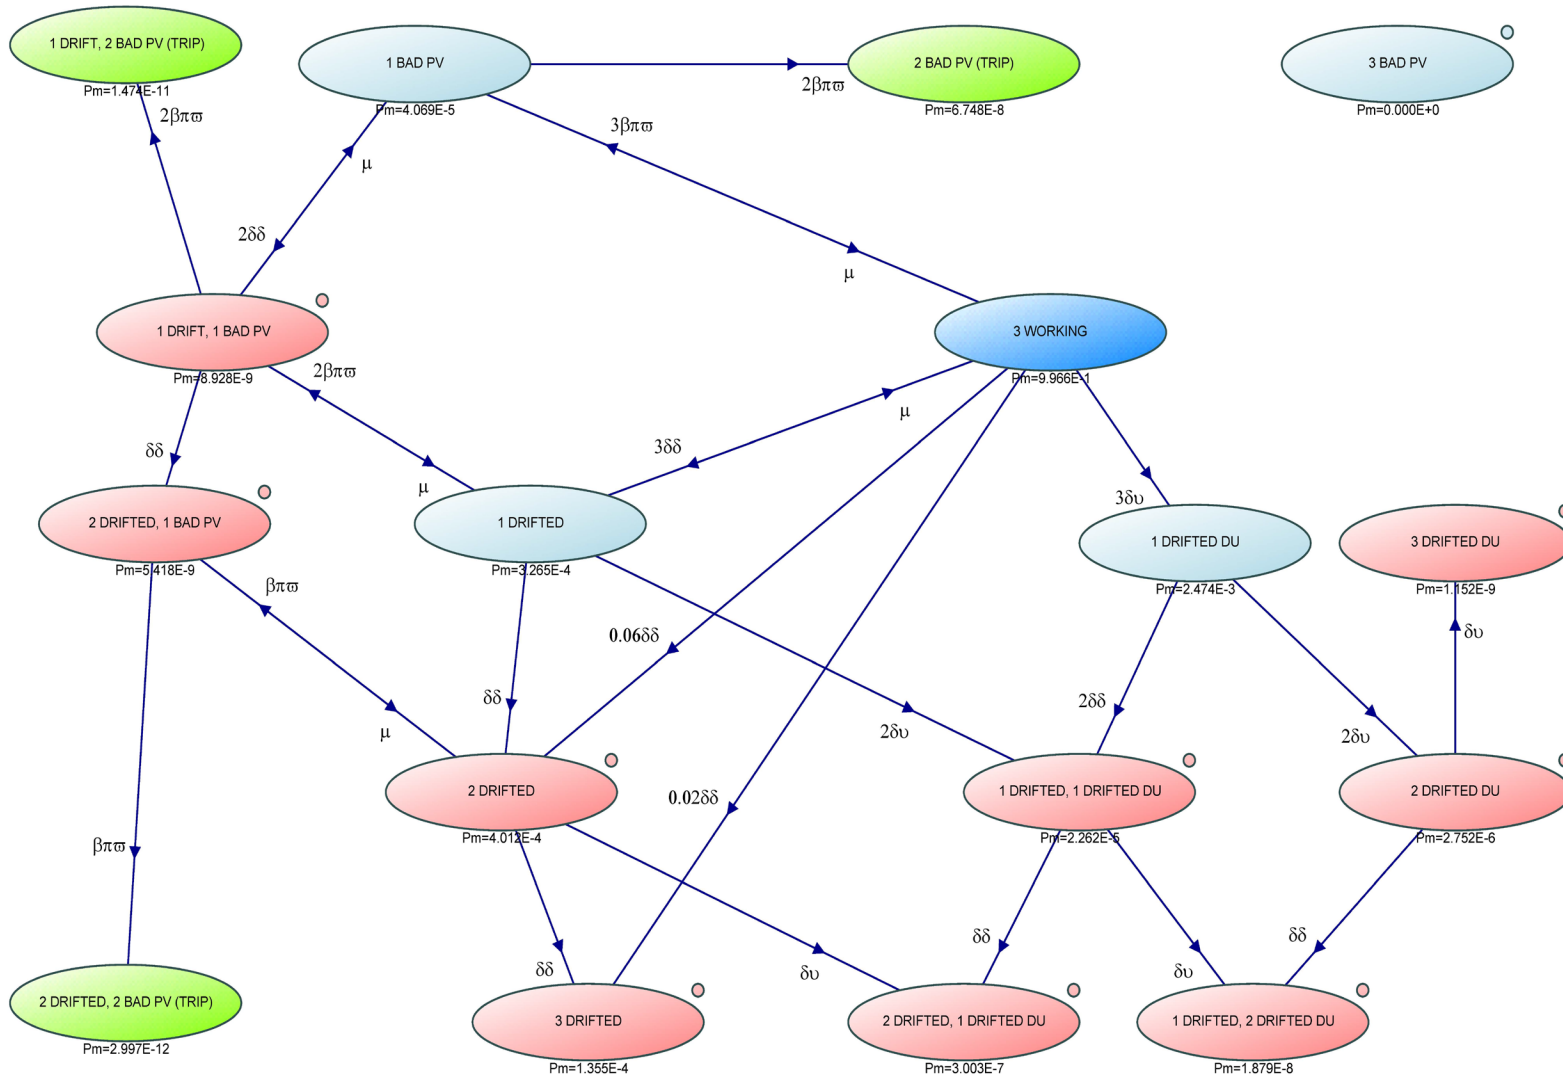 1 DRIFT, 2 BAD PV (TRIP)
Pm=1.474E-11
1 BAD PV
Pm=4.069E-5
2 BAD PV (TRIP)
Pm=6.748E-8
3 BAD PV
Pm=0.000E+0
2βπϖ
2βπϖ
3βπϖ
μ
2δδ
μ
1 DRIFT, 1 BAD PV
Pm=8.928E-9
3 WORKING
Pm=9.966E-1
2βπϖ
μ
δδ
3δδ
μ
3δυ
2 DRIFTED, 1 BAD PV
Pm=5.418E-9
1 DRIFTED
Pm=3.265E-4
1 DRIFTED DU
Pm=2.474E-3
3 DRIFTED DU
Pm=1.152E-9
βπϖ
0.06δδ
δυ
δδ
2δδ
μ
2δυ
2δυ
2 DRIFTED
Pm=4.012E-4
0.02δδ
1 DRIFTED, 1 DRIFTED DU
Pm=2.262E-5
2 DRIFTED DU
Pm=2.752E-6
βπϖ
δδ
δυ
δδ
δυ
δδ
2 DRIFTED, 2 BAD PV (TRIP)
Pm=2.997E-12
3 DRIFTED
Pm=1.355E-4
2 DRIFTED, 1 DRIFTED DU
Pm=3.003E-7
1 DRIFTED, 2 DRIFTED DU
Pm=1.879E-8